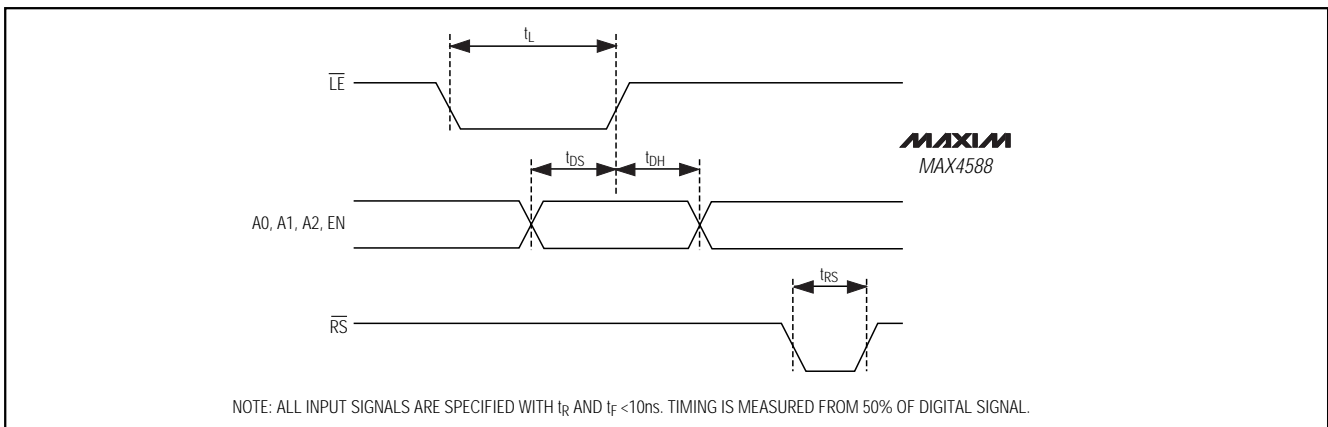 tL
LE
MAXIM
MAX4588
tDS
tDH
A0, A1, A2, EN
tRS
RS
NOTE: ALL INPUT SIGNALS ARE SPECIFIED WITH tR AND tF <10ns. TIMING IS MEASURED FROM 50% OF DIGITAL SIGNAL.